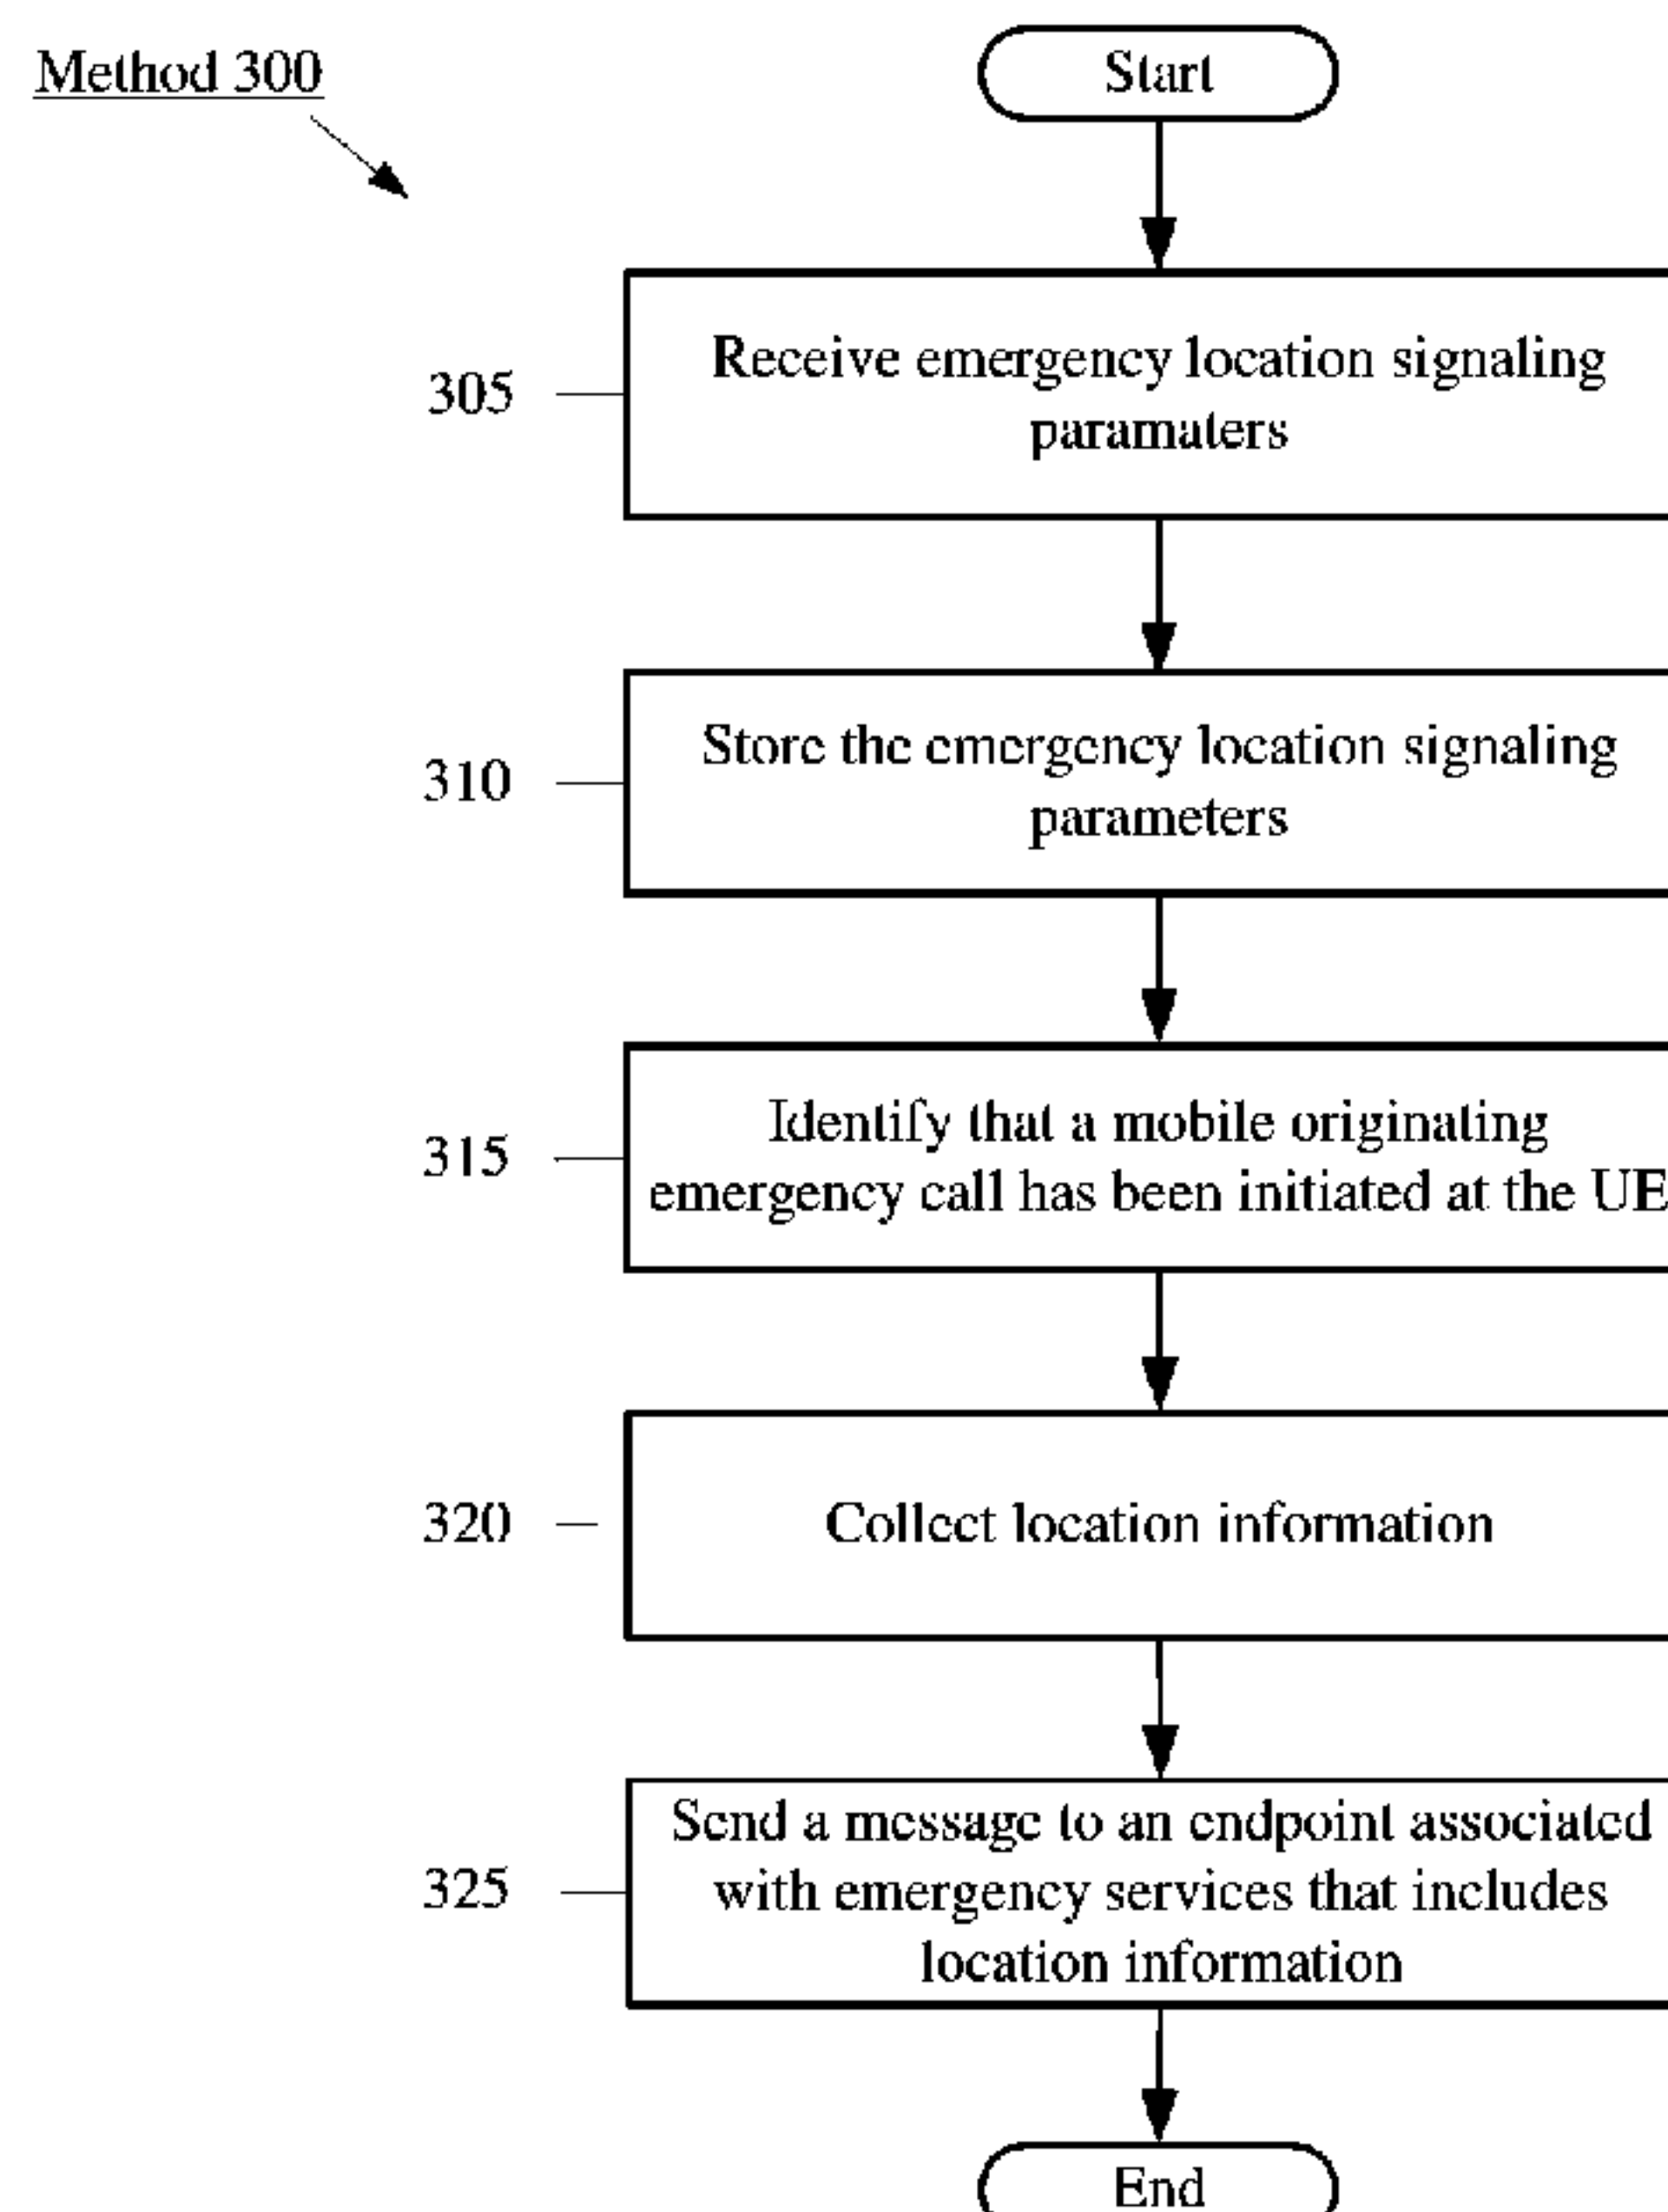 Method 300
Start
305
Receive emergency location signaling
paramaters
310
Store the emergency location signaling
parameters
315
Identify that a mobile originating
emergency call has been initiated at the UE
320
Collect location information
325
Send a message to an endpoint associated
with emergency services that includes
location information
End